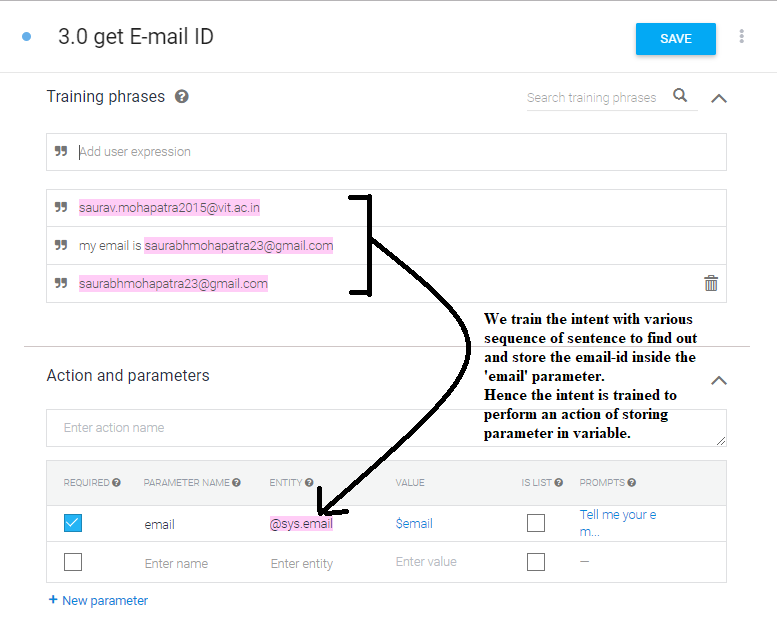 3.0 get E-mail ID
SAVE
Training phrases
Search training phrases
Add user expression
saurav.mohapatra2015@vit.ac.in
my email is saurabhmohapatra23@gmail.com
saurabhmohapatra23@gmail.com
We train the intent with various
sequence of sentence to find out
and store the email-id inside the
'email' parameter.
Hence the intent is trained to
perform an action of storing
parameter in variable.
Action and parameters
Enter action name
REQUIRED PARAMETER NAME ENTITY VALUE IS LIST PROMPTS
email @sys.email $email Tell me your e
m...
Enter name Enter entity Enter value —
+ New parameter